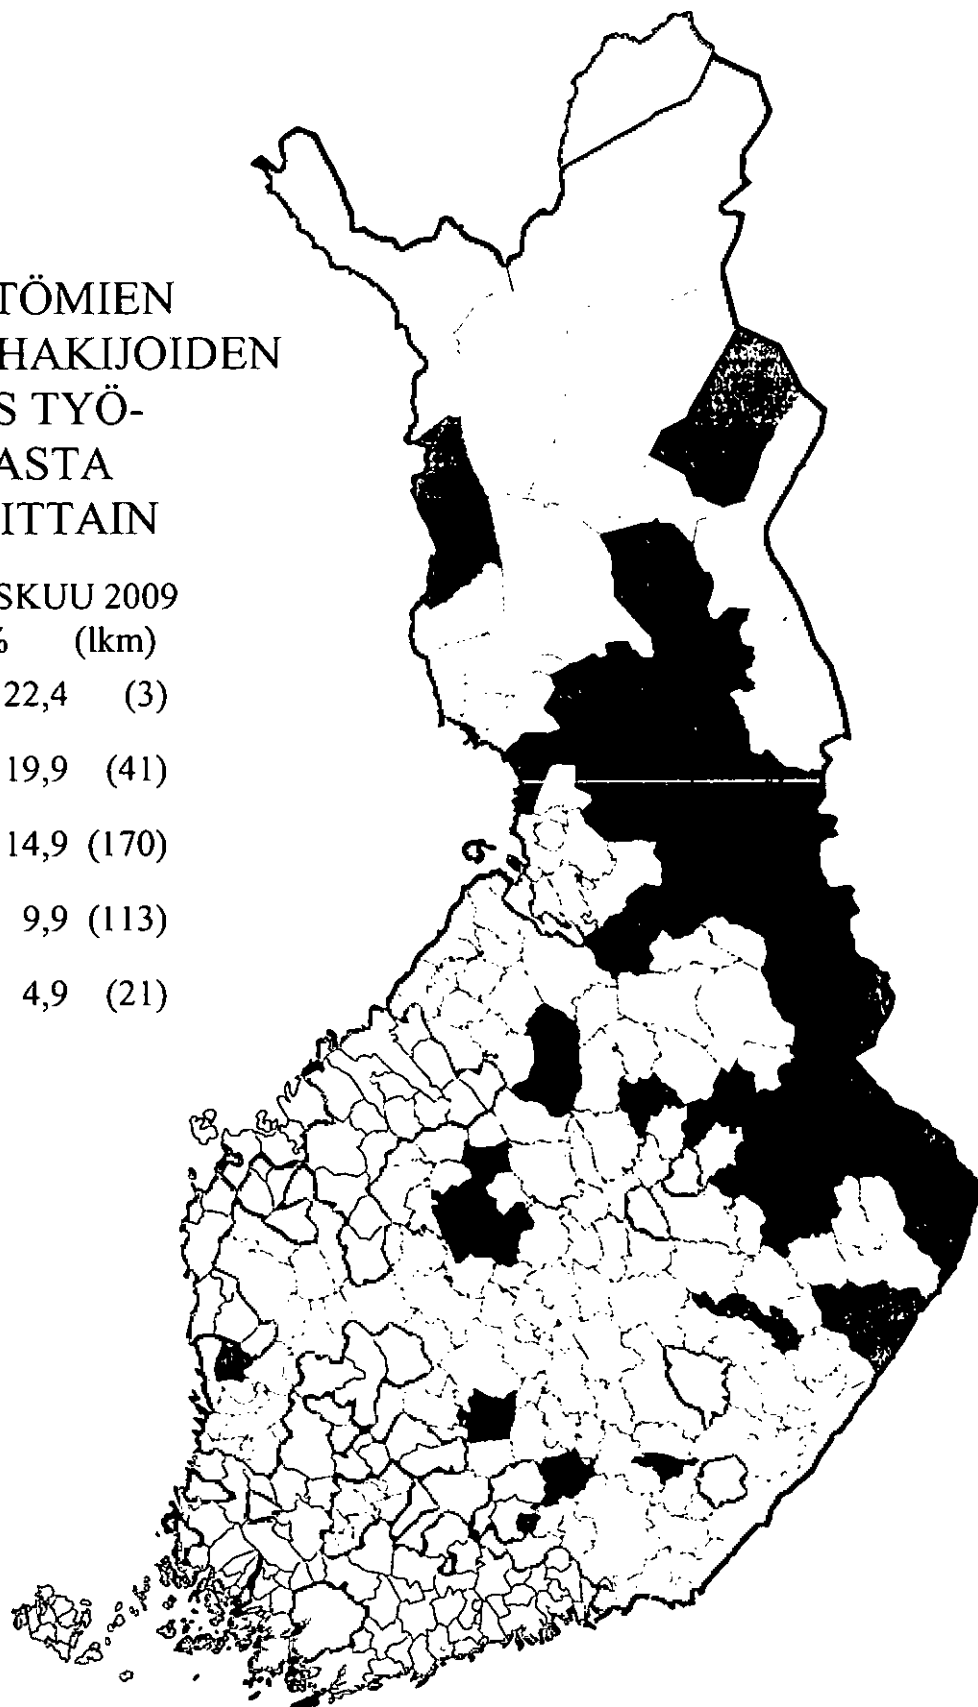 TÖMIEN
HAKIJOIDEN
S TYÖ-
ASTA
ITTAIN
SKUU 2009
% (lkm)
22,4 (3)
19,9 (41)
14,9 (170)
9,9 (113)
4,9 (21)